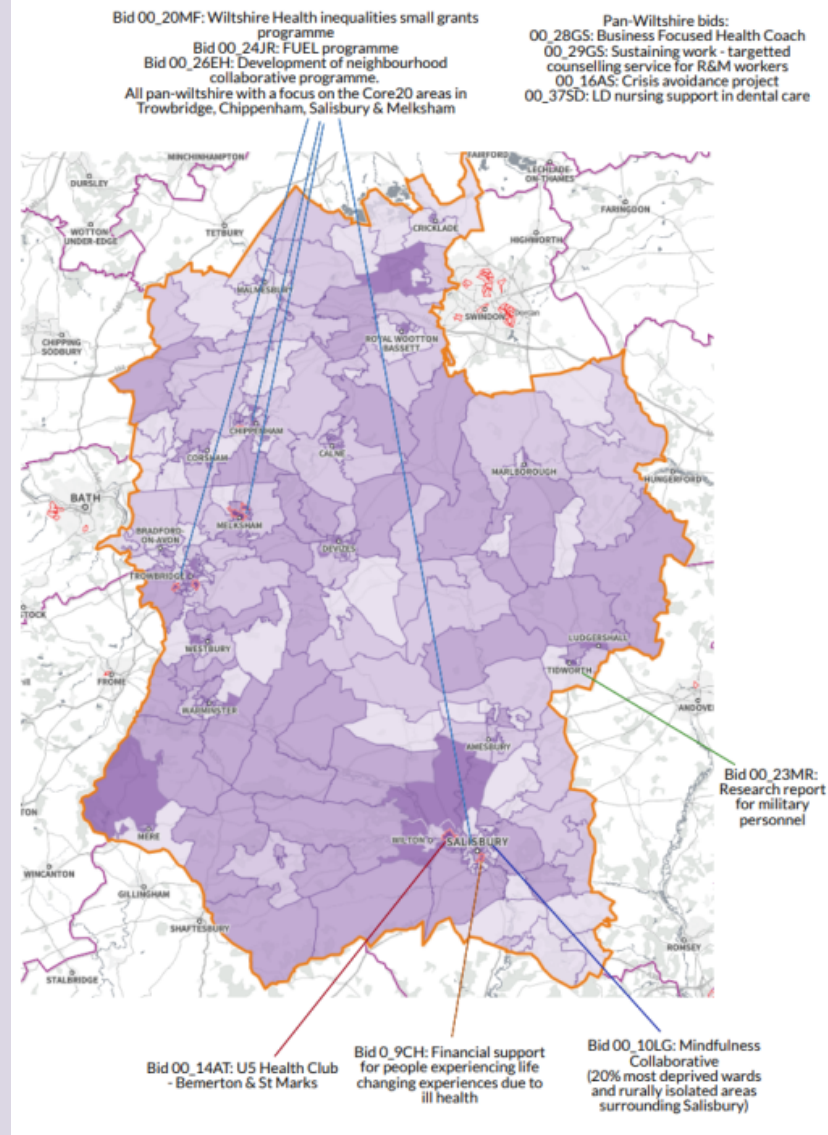 Bid 00_20MF: Wiltshire Health inequalities small grants
programme
Bid 00_24JR: FUEL programme
Bid 00_26EH: Development of neighbourhood
collaborative programme.
All pan-wiltshire with a focus on the Core20 areas in
Trowbridge, Chippenham, Salisbury & Melksham
Pan-Wiltshire bids:
00_28GS: Business Focused Health Coach
00_29GS: Sustaining work - targetted
counselling service for R&M workers
00_16AS: Crisis avoidance project
00_37SD: LD nursing support in dental care
MINCHINHAMPTON
FAIRFORD
LECHLADE-
ON-THAMES
DURSLEY
FARINGDON
WOTTON
UNDER-EDGE
TETBURY
CRICKLADE
HIGHWORTH
MALMESBURY
SWINDON
CHIPPING
SODBURY
ROYAL WOOTTON
BASSETT
CHIPPENHAM
CORSHAM
CALNE
MARLBOROUGH
HUNGERFORD
BATH
MELKSHAM
BRADFORD-
ON-AVON
DEVIZES
TROWBRIDGE
STOCK
LUDGERSHALL
WESTBURY
TIDWORTH
FROME
WARMINSTER
ANDOVE
AMESBURY
Bid 00_23MR:
Research report
for military
personnel
TON
MERE
WILTON
SALISBURY
WINCANTON
GILLINGHAM
SHAFTESBURY
ROMSEY
STALBRIDGE
Bid 00_14AT: U5 Health Club
- Bemerton & St Marks
Bid 0_9CH: Financial support
for people experiencing life
changing experiences due to
ill health
Bid 00_10LG: Mindfulness
Collaborative
(20% most deprived wards
and rurally isolated areas
surrounding Salisbury)